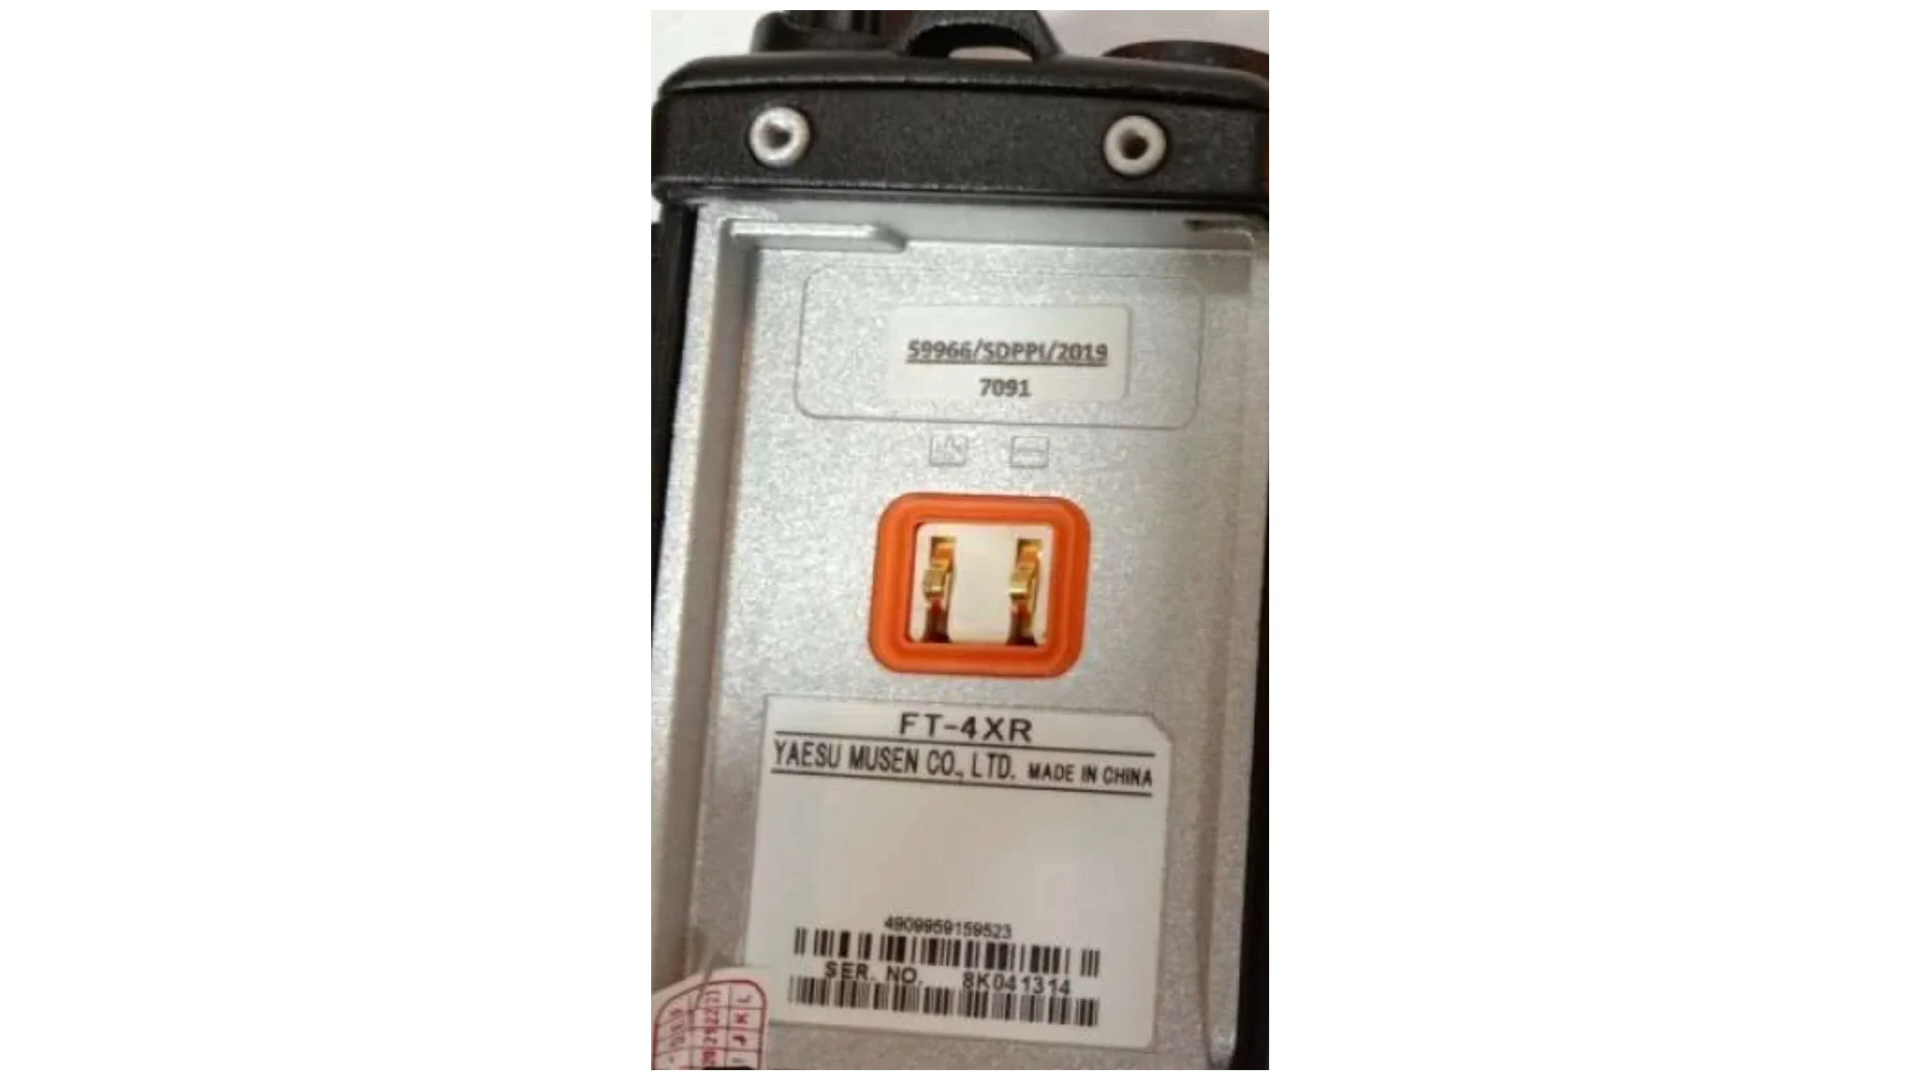 59966/SDPPI/2019
7091
FT-4XR
YAESU MUSEN CO., LTD. MADE IN CHINA
4909959159523
SER. NO. 8K041314
J K L